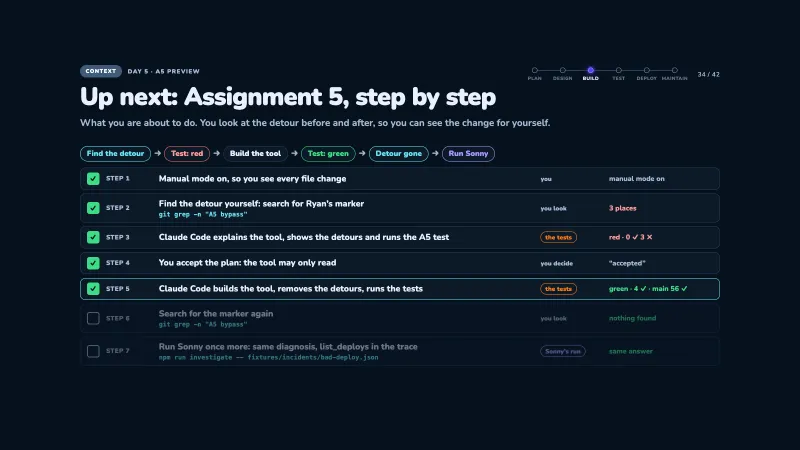 CONTEXT DAY 5 · A5 PREVIEW
PLAN DESIGN BUILD TEST DEPLOY MAINTAIN 34 / 42
Up next: Assignment 5, step by step
What you are about to do. You look at the detour before and after, so you can see the change for yourself.
Find the detour → Test: red → Build the tool → Test: green → Detour gone → Run Sonny
STEP 1 Manual mode on, so you see every file change you manual mode on
STEP 2 Find the detour yourself: search for Ryan's marker you look 3 places
git grep -n "A5 bypass"
STEP 3 Claude Code explains the tool, shows the detours and runs the A5 test the tests red · 0 ✓ 3 ✕
STEP 4 You accept the plan: the tool may only read you decide "accepted"
STEP 5 Claude Code builds the tool, removes the detours, runs the tests the tests green · 4 ✓ · main 56 ✓
STEP 6 Search for the marker again you look nothing found
git grep -n "A5 bypass"
STEP 7 Run Sonny once more: same diagnosis, list_deploys in the trace Sonny's run same answer
npm run investigate -- fixtures/incidents/bad-deploy.json